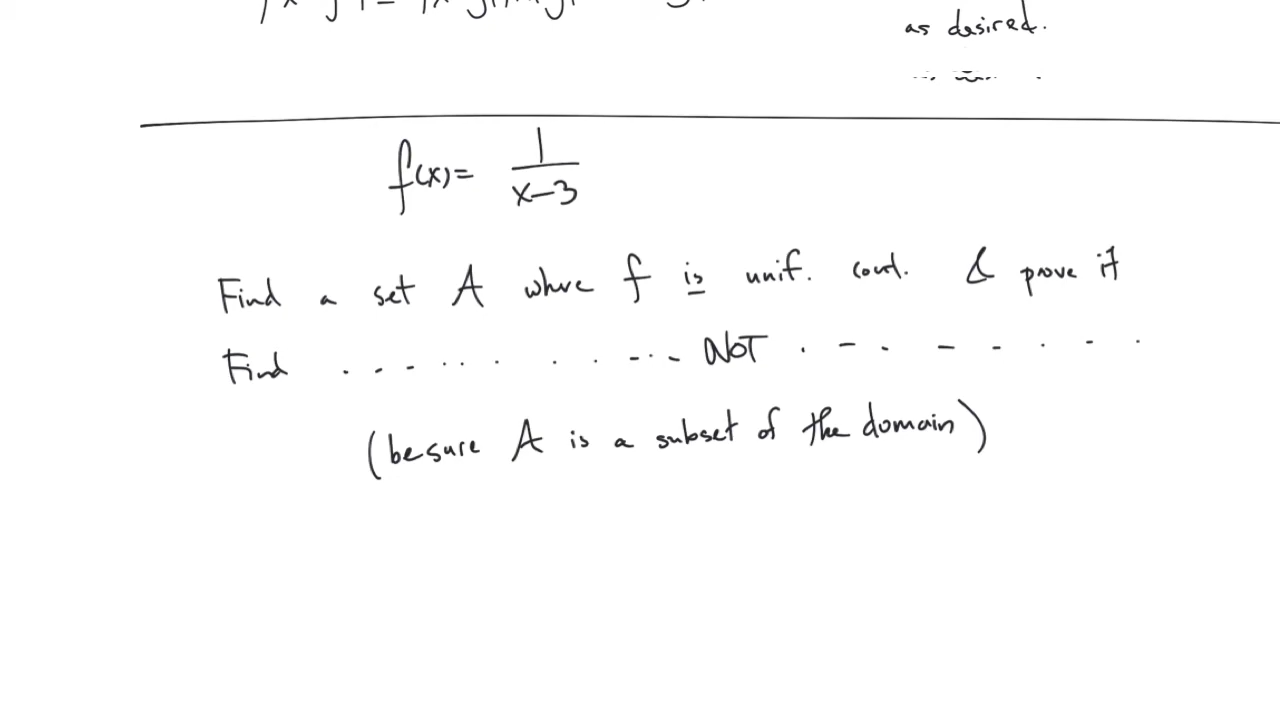 as desired.
f(x) = 1/(x-3)
Find a set A where f is unif. cont. & prove it
Find . . . . . . . . . . . . . NOT . - . - - . - .
(be sure A is a subset of the domain)